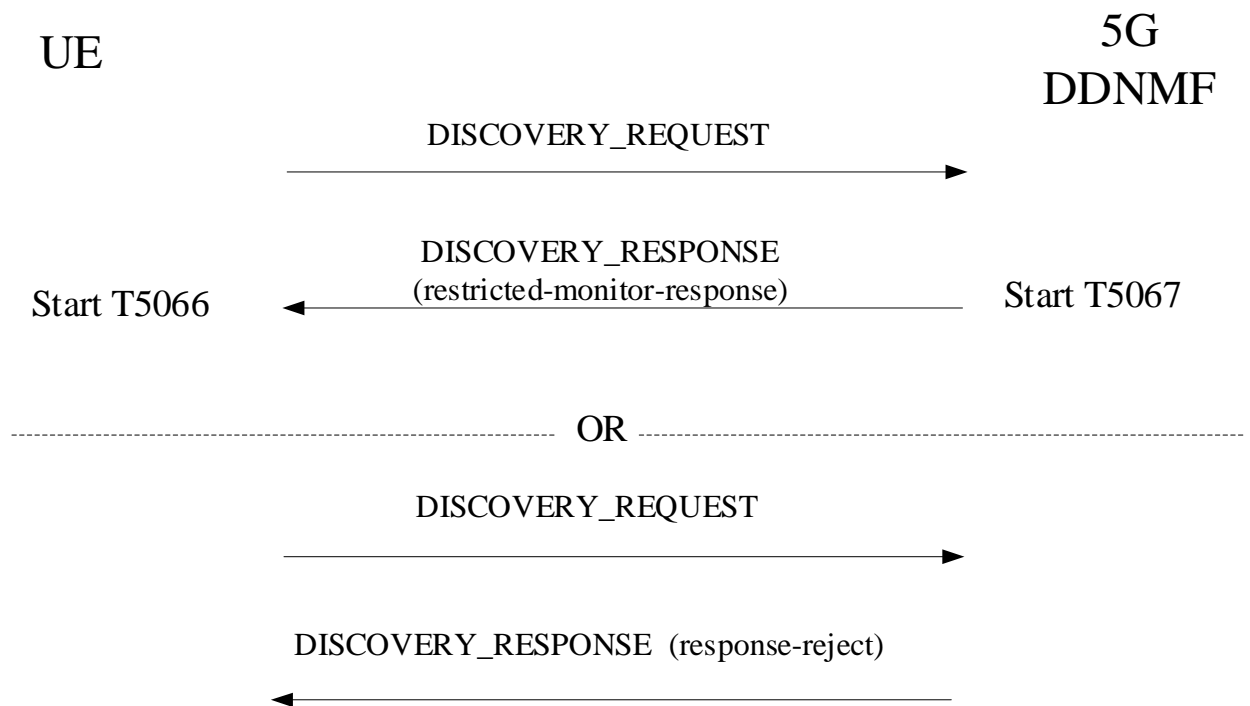 UE
5G
DDNMF
DISCOVERY_REQUEST
DISCOVERY_RESPONSE
(restricted-monitor-response)
Start T5066
Start T5067
OR
DISCOVERY_REQUEST
DISCOVERY_RESPONSE (response-reject)